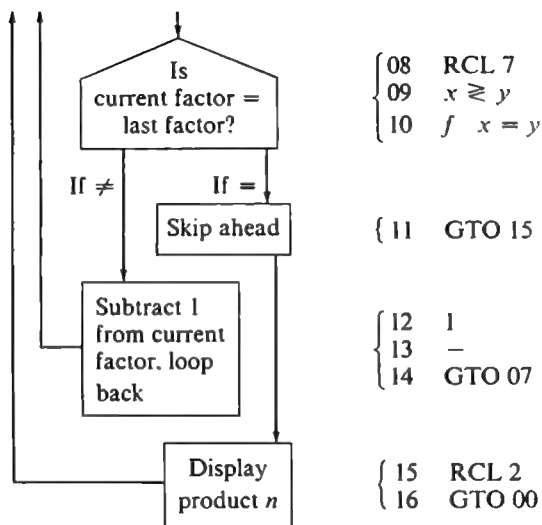 Is
current factor =
last factor?
08 RCL 7
09 x ≷ y
10 f x = y
If ≠
If =
Skip ahead
11 GTO 15
Subtract 1
from current
factor. loop
back
12 1
13 −
14 GTO 07
Display
product n
15 RCL 2
16 GTO 00